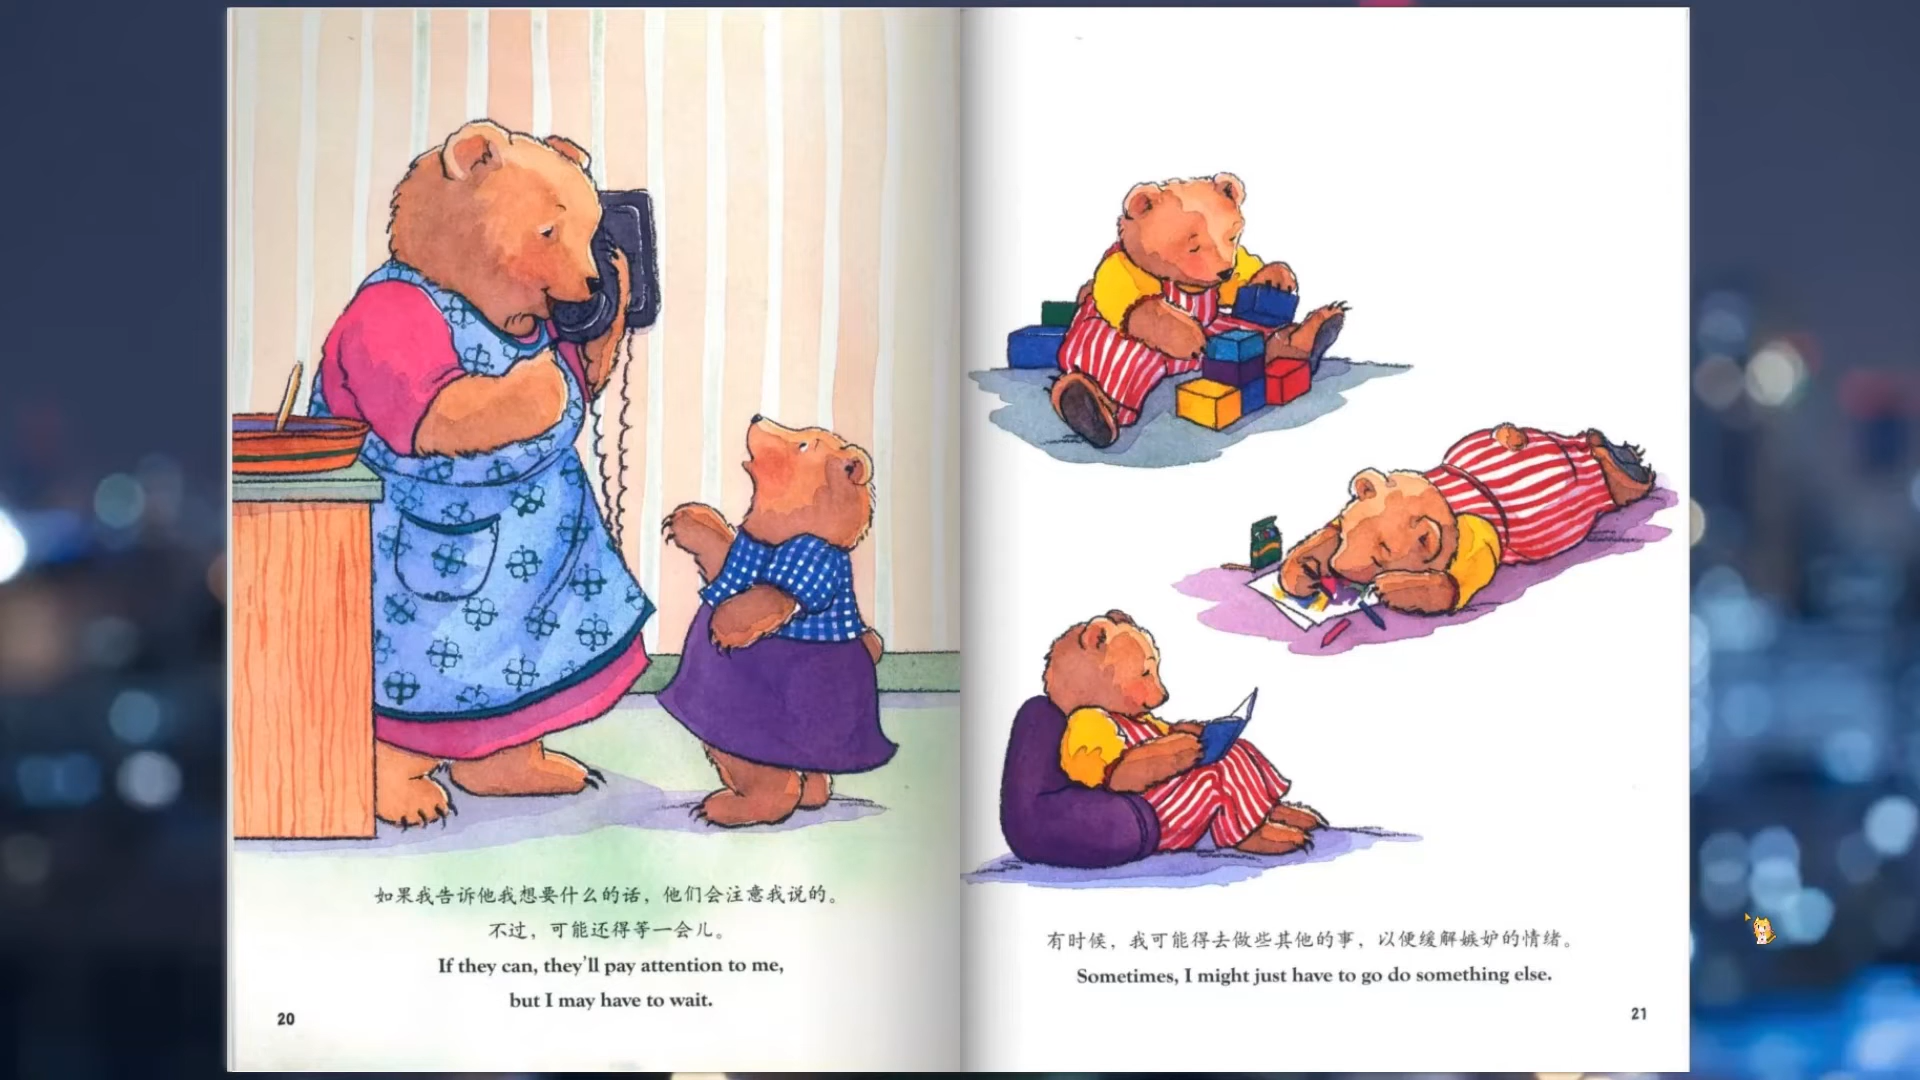 如果我告诉他我想要什么的话，他们会注意我说的。
不过，可能还得等一会儿。
If they can, they'll pay attention to me,
but I may have to wait.
20
有时候，我可能得去做些其他的事，以便缓解嫉妒的情绪。
Sometimes, I might just have to go do something else.
21